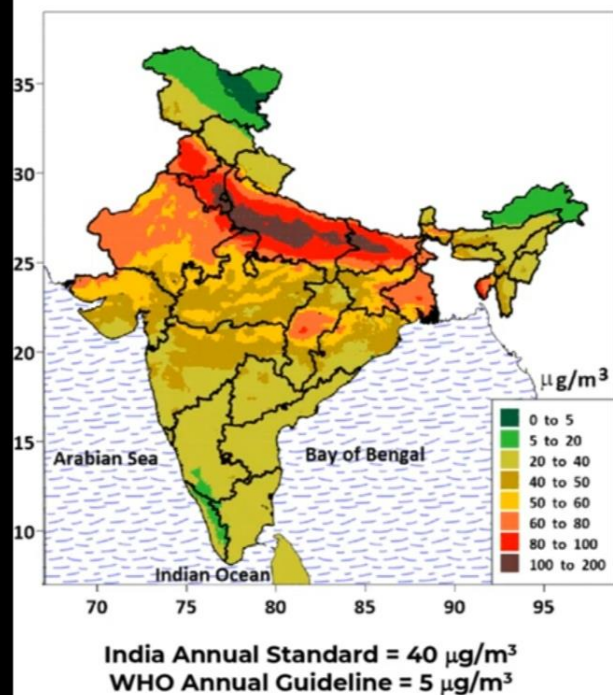 35
30
25
20
15
10
70 75 80 85 90 95
Arabian Sea
Bay of Bengal
Indian Ocean
μg/m³
0 to 5
5 to 20
20 to 40
40 to 50
50 to 60
60 to 80
80 to 100
100 to 200
India Annual Standard = 40 μg/m³
WHO Annual Guideline = 5 μg/m³